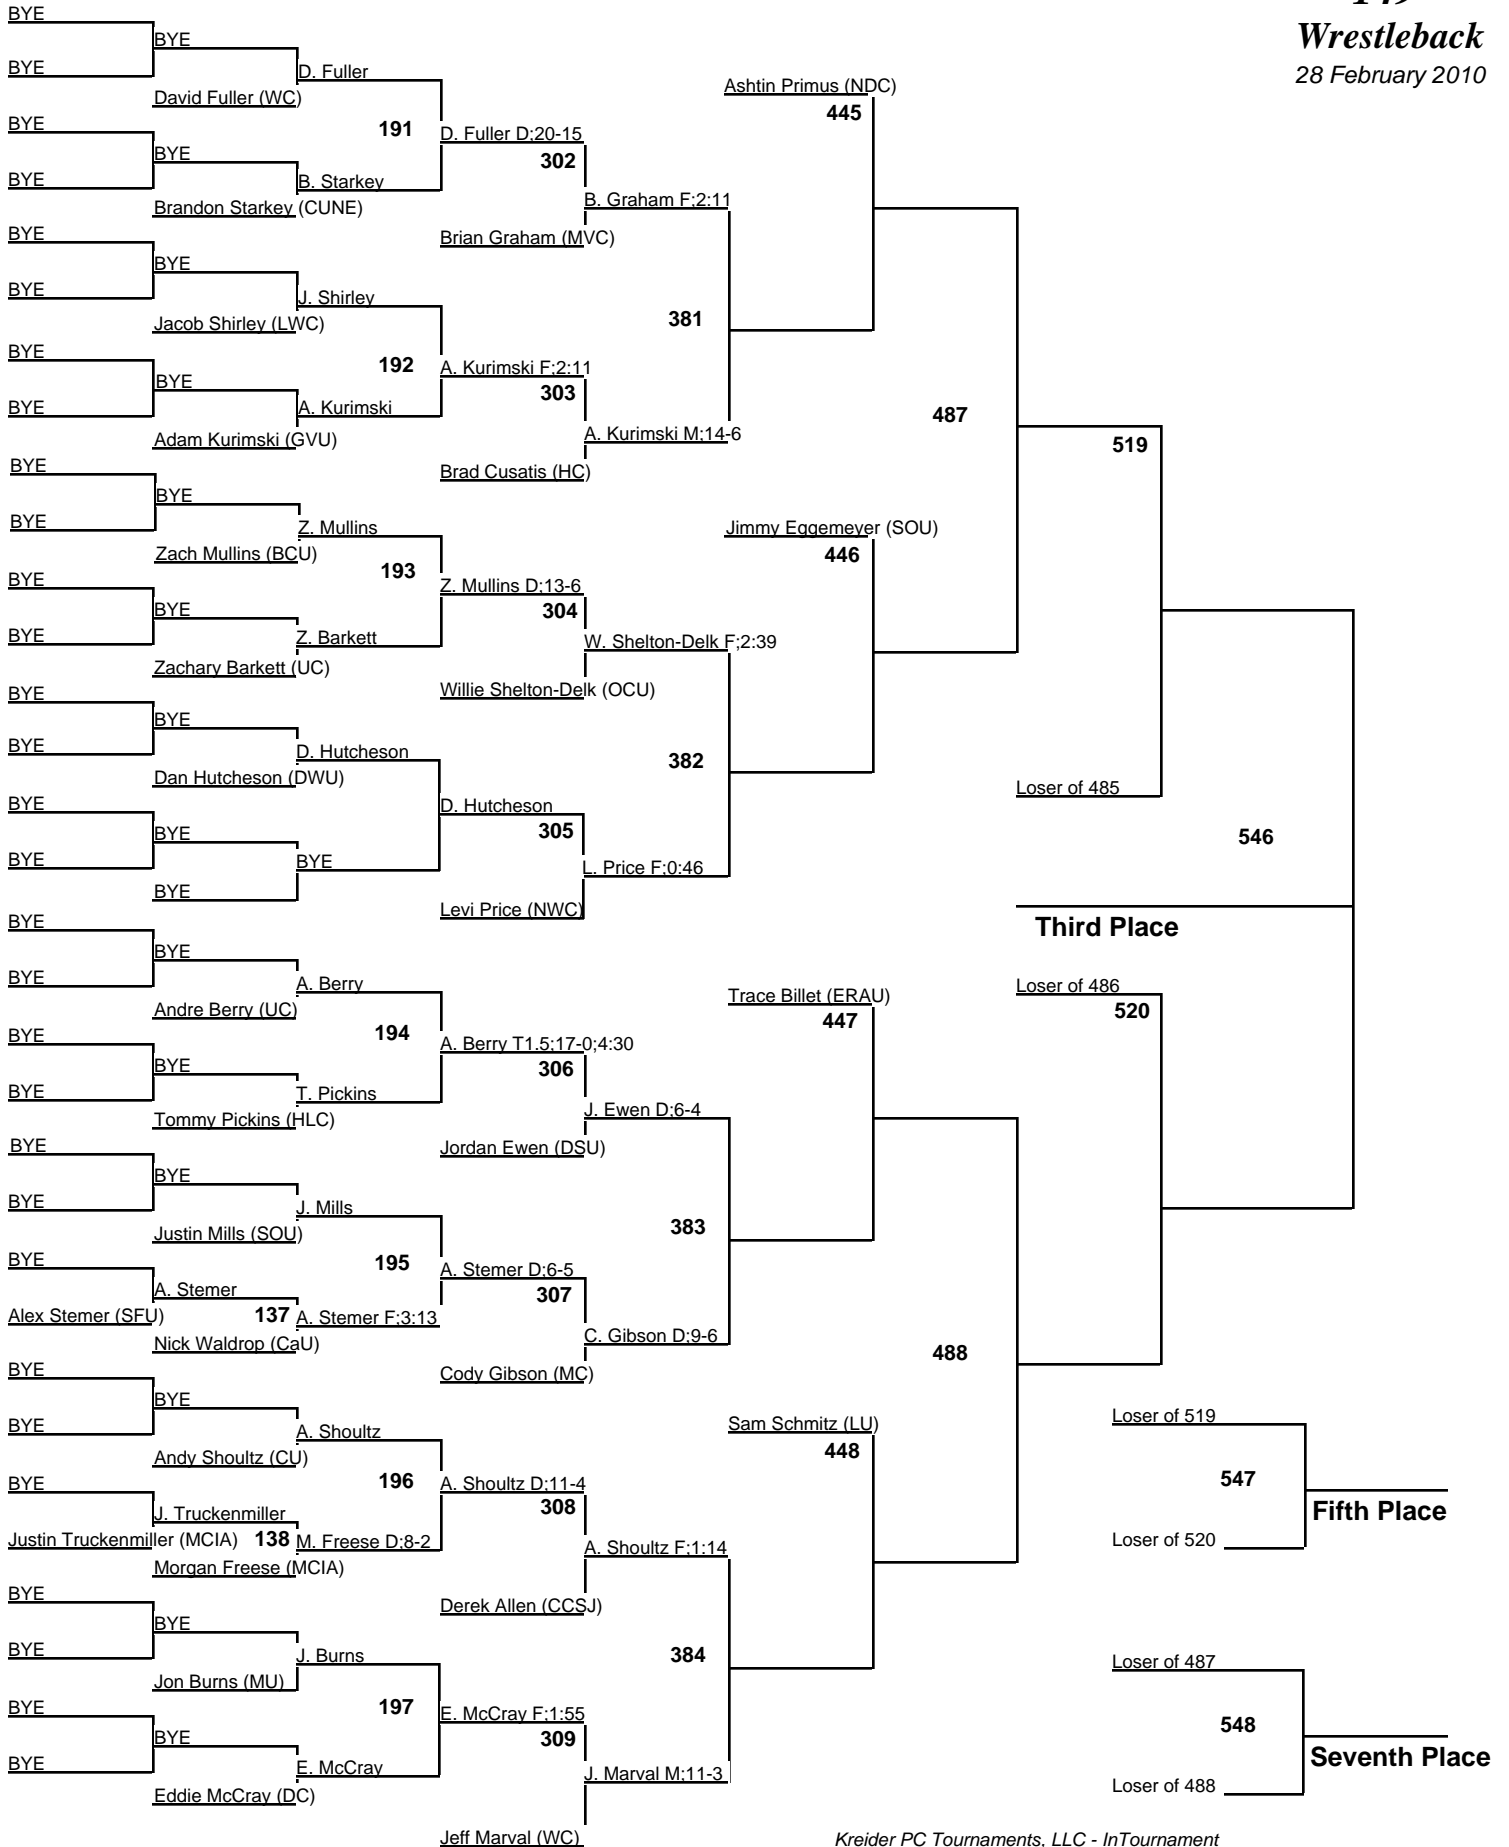 Wrestleback
28 February 2010
BYE
BYE
BYE
David Fuller (WC)
D. Fuller
191
BYE
BYE
BYE
Brandon Starkey (CUNE)
B. Starkey
D. Fuller D;20-15
302
Brian Graham (MVC)
B. Graham F;2:11
BYE
BYE
BYE
Jacob Shirley (LWC)
J. Shirley
192
BYE
BYE
BYE
Adam Kurimski (GVU)
A. Kurimski
A. Kurimski F;2:11
303
Brad Cusatis (HC)
A. Kurimski M;14-6
381
Ashtin Primus (NDC)
445
BYE
BYE
BYE
Zach Mullins (BCU)
Z. Mullins
193
BYE
BYE
BYE
Zachary Barkett (UC)
Z. Barkett
Z. Mullins D;13-6
304
Willie Shelton-Delk (OCU)
W. Shelton-Delk F;2:39
BYE
BYE
BYE
Dan Hutcheson (DWU)
D. Hutcheson
BYE
BYE
BYE
BYE
BYE
D. Hutcheson
305
Levi Price (NWC)
L. Price F;0:46
382
Jimmy Eggemeyer (SOU)
446
487
519
Loser of 485
546
Third Place
BYE
BYE
BYE
Andre Berry (UC)
A. Berry
194
BYE
BYE
BYE
Tommy Pickins (HLC)
T. Pickins
A. Berry T1.5;17-0;4:30
306
Jordan Ewen (DSU)
J. Ewen D;6-4
BYE
BYE
BYE
Justin Mills (SOU)
J. Mills
195
BYE
Alex Stemer (SFU)
A. Stemer
137
Nick Waldrop (CaU)
A. Stemer F;3:13
A. Stemer D;6-5
307
Cody Gibson (MC)
C. Gibson D;9-6
383
Trace Billet (ERAU)
447
Loser of 486
520
488
BYE
BYE
BYE
Andy Shoultz (CU)
A. Shoultz
196
BYE
Justin Truckenmiller (MCIA)
J. Truckenmiller
138
Morgan Freese (MCIA)
M. Freese D;8-2
A. Shoultz D;11-4
308
Derek Allen (CCSJ)
A. Shoultz F;1:14
BYE
BYE
BYE
Jon Burns (MU)
J. Burns
197
BYE
BYE
BYE
Eddie McCray (DC)
E. McCray
E. McCray F;1:55
309
Jeff Marval (WC)
J. Marval M;11-3
384
Sam Schmitz (LU)
448
Loser of 519
547
Fifth Place
Loser of 520
Loser of 487
548
Seventh Place
Loser of 488
Kreider PC Tournaments, LLC - InTournament